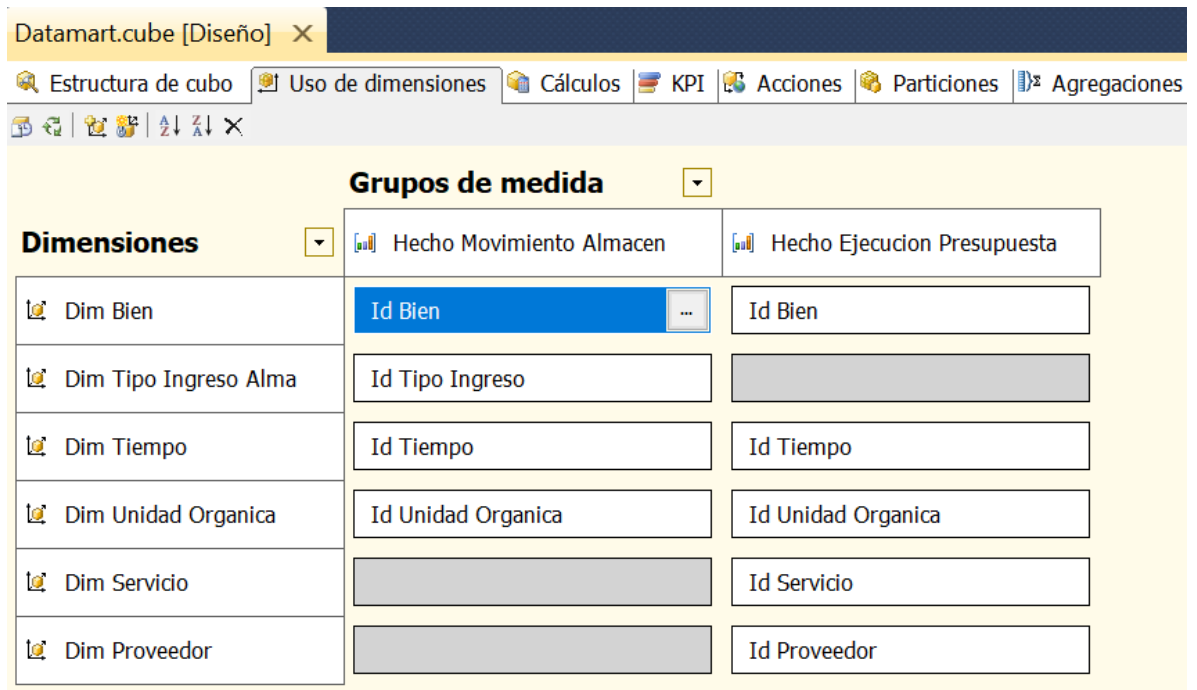 Datamart.cube [Diseño]
Estructura de cubo Uso de dimensiones Cálculos KPI Acciones Particiones Agregaciones
Grupos de medida
Dimensiones Hecho Movimiento Almacen Hecho Ejecucion Presupuesta
Dim Bien Id Bien ... Id Bien
Dim Tipo Ingreso Alma Id Tipo Ingreso
Dim Tiempo Id Tiempo Id Tiempo
Dim Unidad Organica Id Unidad Organica Id Unidad Organica
Dim Servicio Id Servicio
Dim Proveedor Id Proveedor